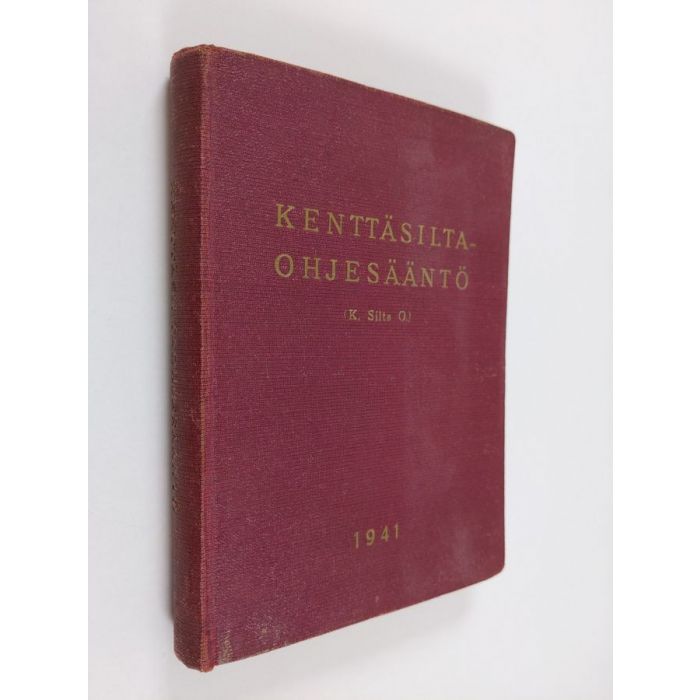 KENTTÄSILTA-
OHJESÄÄNTÖ
(K. Silta O.)
1941